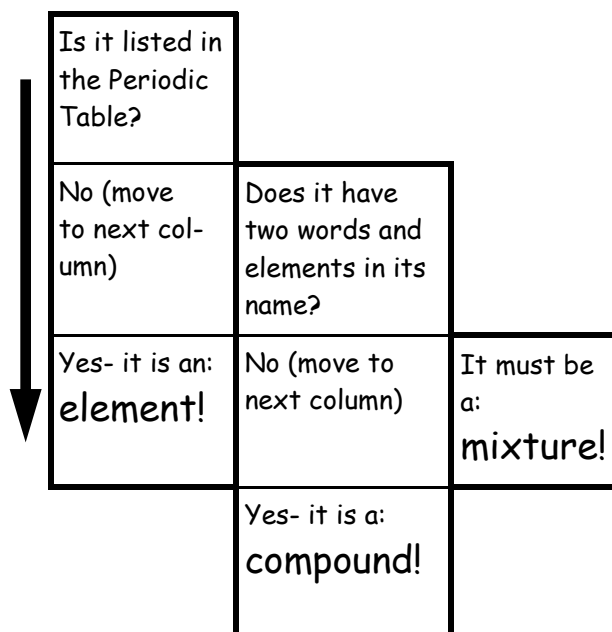 Is it listed in
the Periodic
Table?
No (move
to next col-
umn)
Yes- it is an:
element!
Does it have
two words and
elements in its
name?
No (move to
next column)
Yes- it is a:
compound!
It must be
a:
mixture!